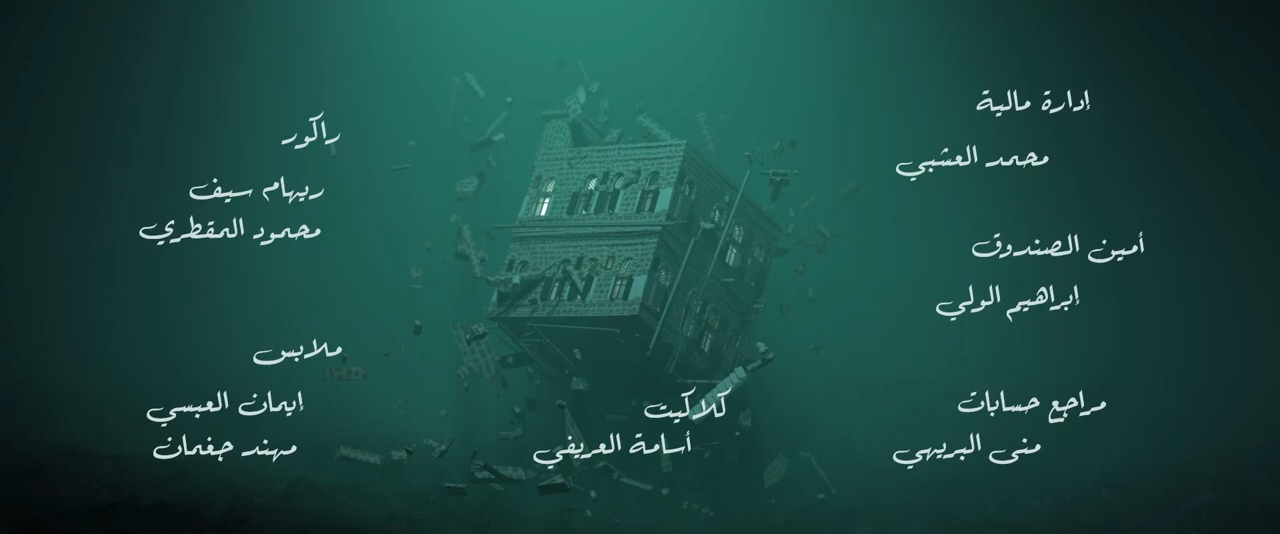 إدارة مالية
محمد العشبي
أمين الصندوق
إبراهيم الولي
مراجع حسابات
منى البريهي
كلاكيت
أسامة العريفي
راكور
ريهام سيف
محمود المقطري
ملابس
إيمان العبسي
مهند جغمان